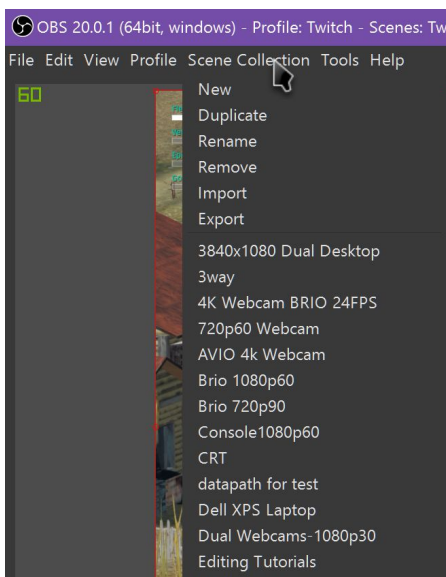 OBS 20.0.1 (64bit, windows) - Profile: Twitch - Scenes: Tw
File Edit View Profile Scene Collection Tools Help
60
New
Duplicate
Rename
Remove
Import
Export
3840x1080 Dual Desktop
3way
4K Webcam BRIO 24FPS
720p60 Webcam
AVIO 4k Webcam
Brio 1080p60
Brio 720p90
Console1080p60
CRT
datapath for test
Dell XPS Laptop
Dual Webcams-1080p30
Editing Tutorials